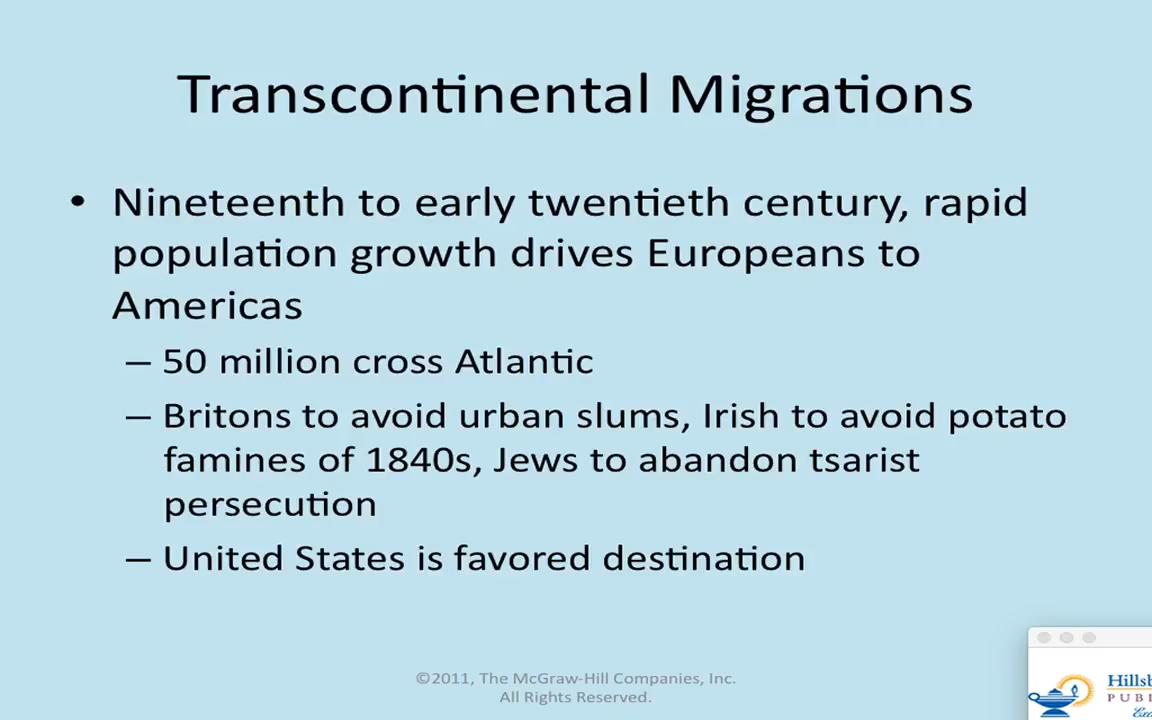 Transcontinental Migrations
• Nineteenth to early twentieth century, rapid
population growth drives Europeans to
Americas
– 50 million cross Atlantic
– Britons to avoid urban slums, Irish to avoid potato
famines of 1840s, Jews to abandon tsarist
persecution
– United States is favored destination
©2011, The McGraw-Hill Companies, Inc.
All Rights Reserved.